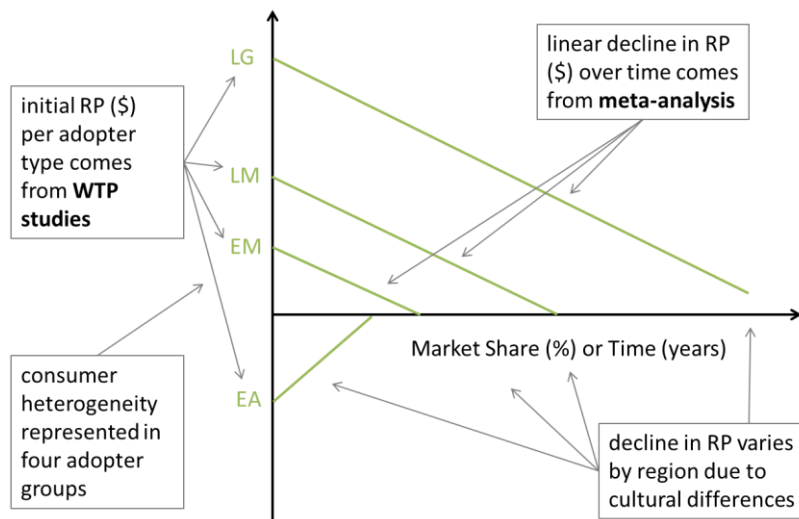 initial RP ($)
per adopter
type comes
from WTP
studies
consumer
heterogeneity
represented in
four adopter
groups
LG
LM
EM
EA
linear decline in RP
($) over time comes
from meta-analysis
Market Share (%) or Time (years)
decline in RP varies
by region due to
cultural differences